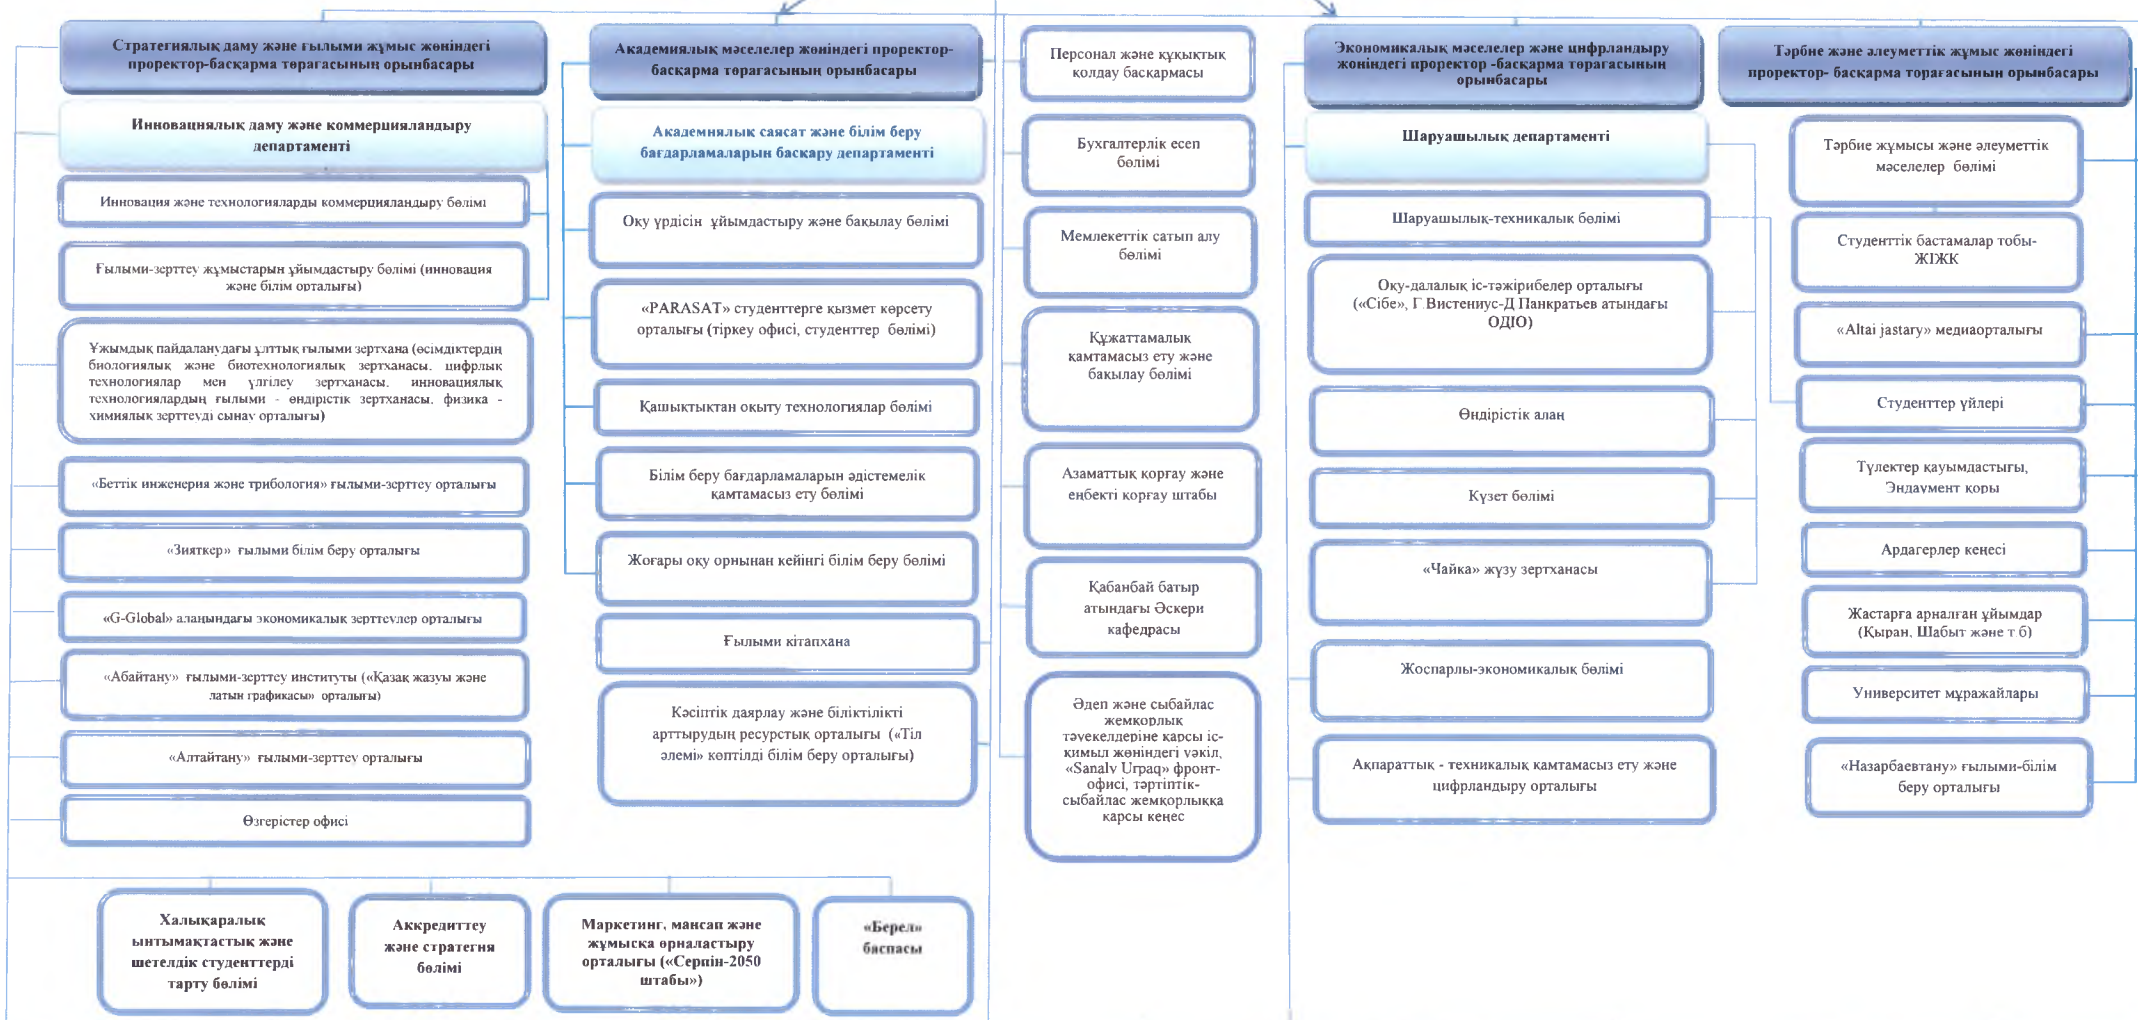 Стратегиялық даму және ғылыми жұмыс жөніндегі
проректор-басқарма төрағасының орынбасары
Инновациялық даму және коммерцияландыру
департаменті
Инновация және технологияларды коммерцияландыру бөлімі
Ғылыми-зерттеу жұмыстарын ұйымдастыру бөлімі (инновация
және білім орталығы)
Ұжымдық пайдаланудағы ұлттық ғылыми зертхана (өсімдіктердің
биологиялық және биотехнологиялық зертханасы, цифрлық
технологиялар мен үлгілеу зертханасы, инновациялық
технологиялардың ғылыми - өндірістік зертханасы, физика -
химиялық зерттеуді сынау орталығы)
«Беттік инженерия және трибология» ғылыми-зерттеу орталығы
«Зияткер» ғылыми білім беру орталығы
«G-Global» алаңындағы экономикалық зерттеулер орталығы
«Абайтану» ғылыми-зерттеу институты («Қазақ жазуы және
латын графикасы» орталығы)
«Алтайтану» ғылыми-зерттеу орталығы
Өзгерістер офисі
Академиялық мәселелер жөніндегі проректор-
басқарма төрағасының орынбасары
Академиялық саясат және білім беру
бағдарламаларын басқару департаменті
Оқу үрдісін ұйымдастыру және бақылау бөлімі
«PARASAT» студенттерге қызмет көрсету
орталығы (тіркеу офисі, студенттер бөлімі)
Қашықтықтан оқыту технологиялар бөлімі
Білім беру бағдарламаларын әдістемелік
қамтамасыз ету бөлімі
Жоғары оқу орнынан кейінгі білім беру бөлімі
Ғылыми кітапхана
Кәсіптік даярлау және біліктілікті
арттырудың ресурстық орталығы («Тіл
әлемі» көптілді білім беру орталығы)
Персонал және құқықтық
қолдау басқармасы
Бухгалтерлік есеп
бөлімі
Мемлекеттік сатып алу
бөлімі
Құжаттамалық
қамтамасыз ету және
бақылау бөлімі
Азаматтық қорғау және
еңбекті қорғау штабы
Қабанбай батыр
атындағы Әскери
кафедрасы
Әдеп және сыбайлас
жемқорлық
тәуекелдеріне қарсы іс-
қимыл жөніндегі уәкіл,
«Sanaly Urpaq» фронт-
офисі, тәртіптік-
сыбайлас жемқорлыққа
қарсы кеңес
Экономикалық мәселелер және цифрландыру
жөніндегі проректор -басқарма төрағасының
орынбасары
Шаруашылық департаменті
Шаруашылық-техникалық бөлімі
Оқу-далалық іс-тәжірибелер орталығы
(«Сібе», Г.Вистениус-Д Панкратьев атындағы
ОДІО)
Өндірістік алаң
Күзет бөлімі
«Чайка» жүзу зертханасы
Жоспарлы-экономикалық бөлімі
Ақпараттық - техникалық қамтамасыз ету және
цифрландыру орталығы
Тәрбие және әлеуметтік жұмыс жөніндегі
проректор- басқарма төрағасының орынбасары
Тәрбие жұмысы және әлеуметтік
мәселелер бөлімі
Студенттік бастамалар тобы-
ЖІЖК
«Altai jastary» медиаорталығы
Студенттер үйлері
Түлектер қауымдастығы,
Эндаумент қоры
Ардагерлер кеңесі
Жастарға арналған ұйымдар
(Қыран, Шабыт және т б)
Университет мұражайлары
«Назарбаевтану» ғылыми-білім
беру орталығы
Халықаралық
ынтымақтастық және
шетелдік студенттерді
тарту бөлімі
Аккредиттеу
және стратегия
бөлімі
Маркетинг, мансап және
жұмысқа орналастыру
орталығы («Серпін-2050
штабы»)
«Берел»
баспасы